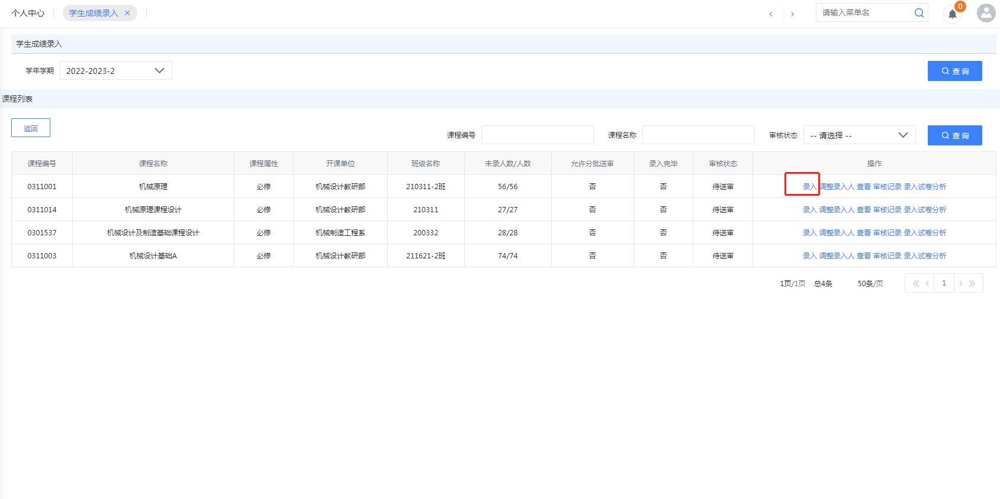 个人中心 学生成绩录入 × 请输入菜单名 0
学生成绩录入
学年学期 2022-2023-2 查 询
课程列表
返回
课程编号 课程名称 审核状态 -- 请选择 -- 查 询
课程编号 课程名称 课程属性 开课单位 班级名称 未录人数/人数 允许分批送审 录入完毕 审核状态 操作
0311001 机械原理 必修 机械设计教研部 210311-2班 56/56 否 否 待送审 录入 调整录入人 查看 审核记录 录入试卷分析
0311014 机械原理课程设计 必修 机械设计教研部 210311 27/27 否 否 待送审 录入 调整录入人 查看 审核记录 录入试卷分析
0301537 机械设计及制造基础课程设计 必修 机械制造工程系 200332 28/28 否 否 待送审 录入 调整录入人 查看 审核记录 录入试卷分析
0311003 机械设计基础A 必修 机械设计教研部 211621-2班 74/74 否 否 待送审 录入 调整录入人 查看 审核记录 录入试卷分析
1页/1页 总4条 50条/页 1